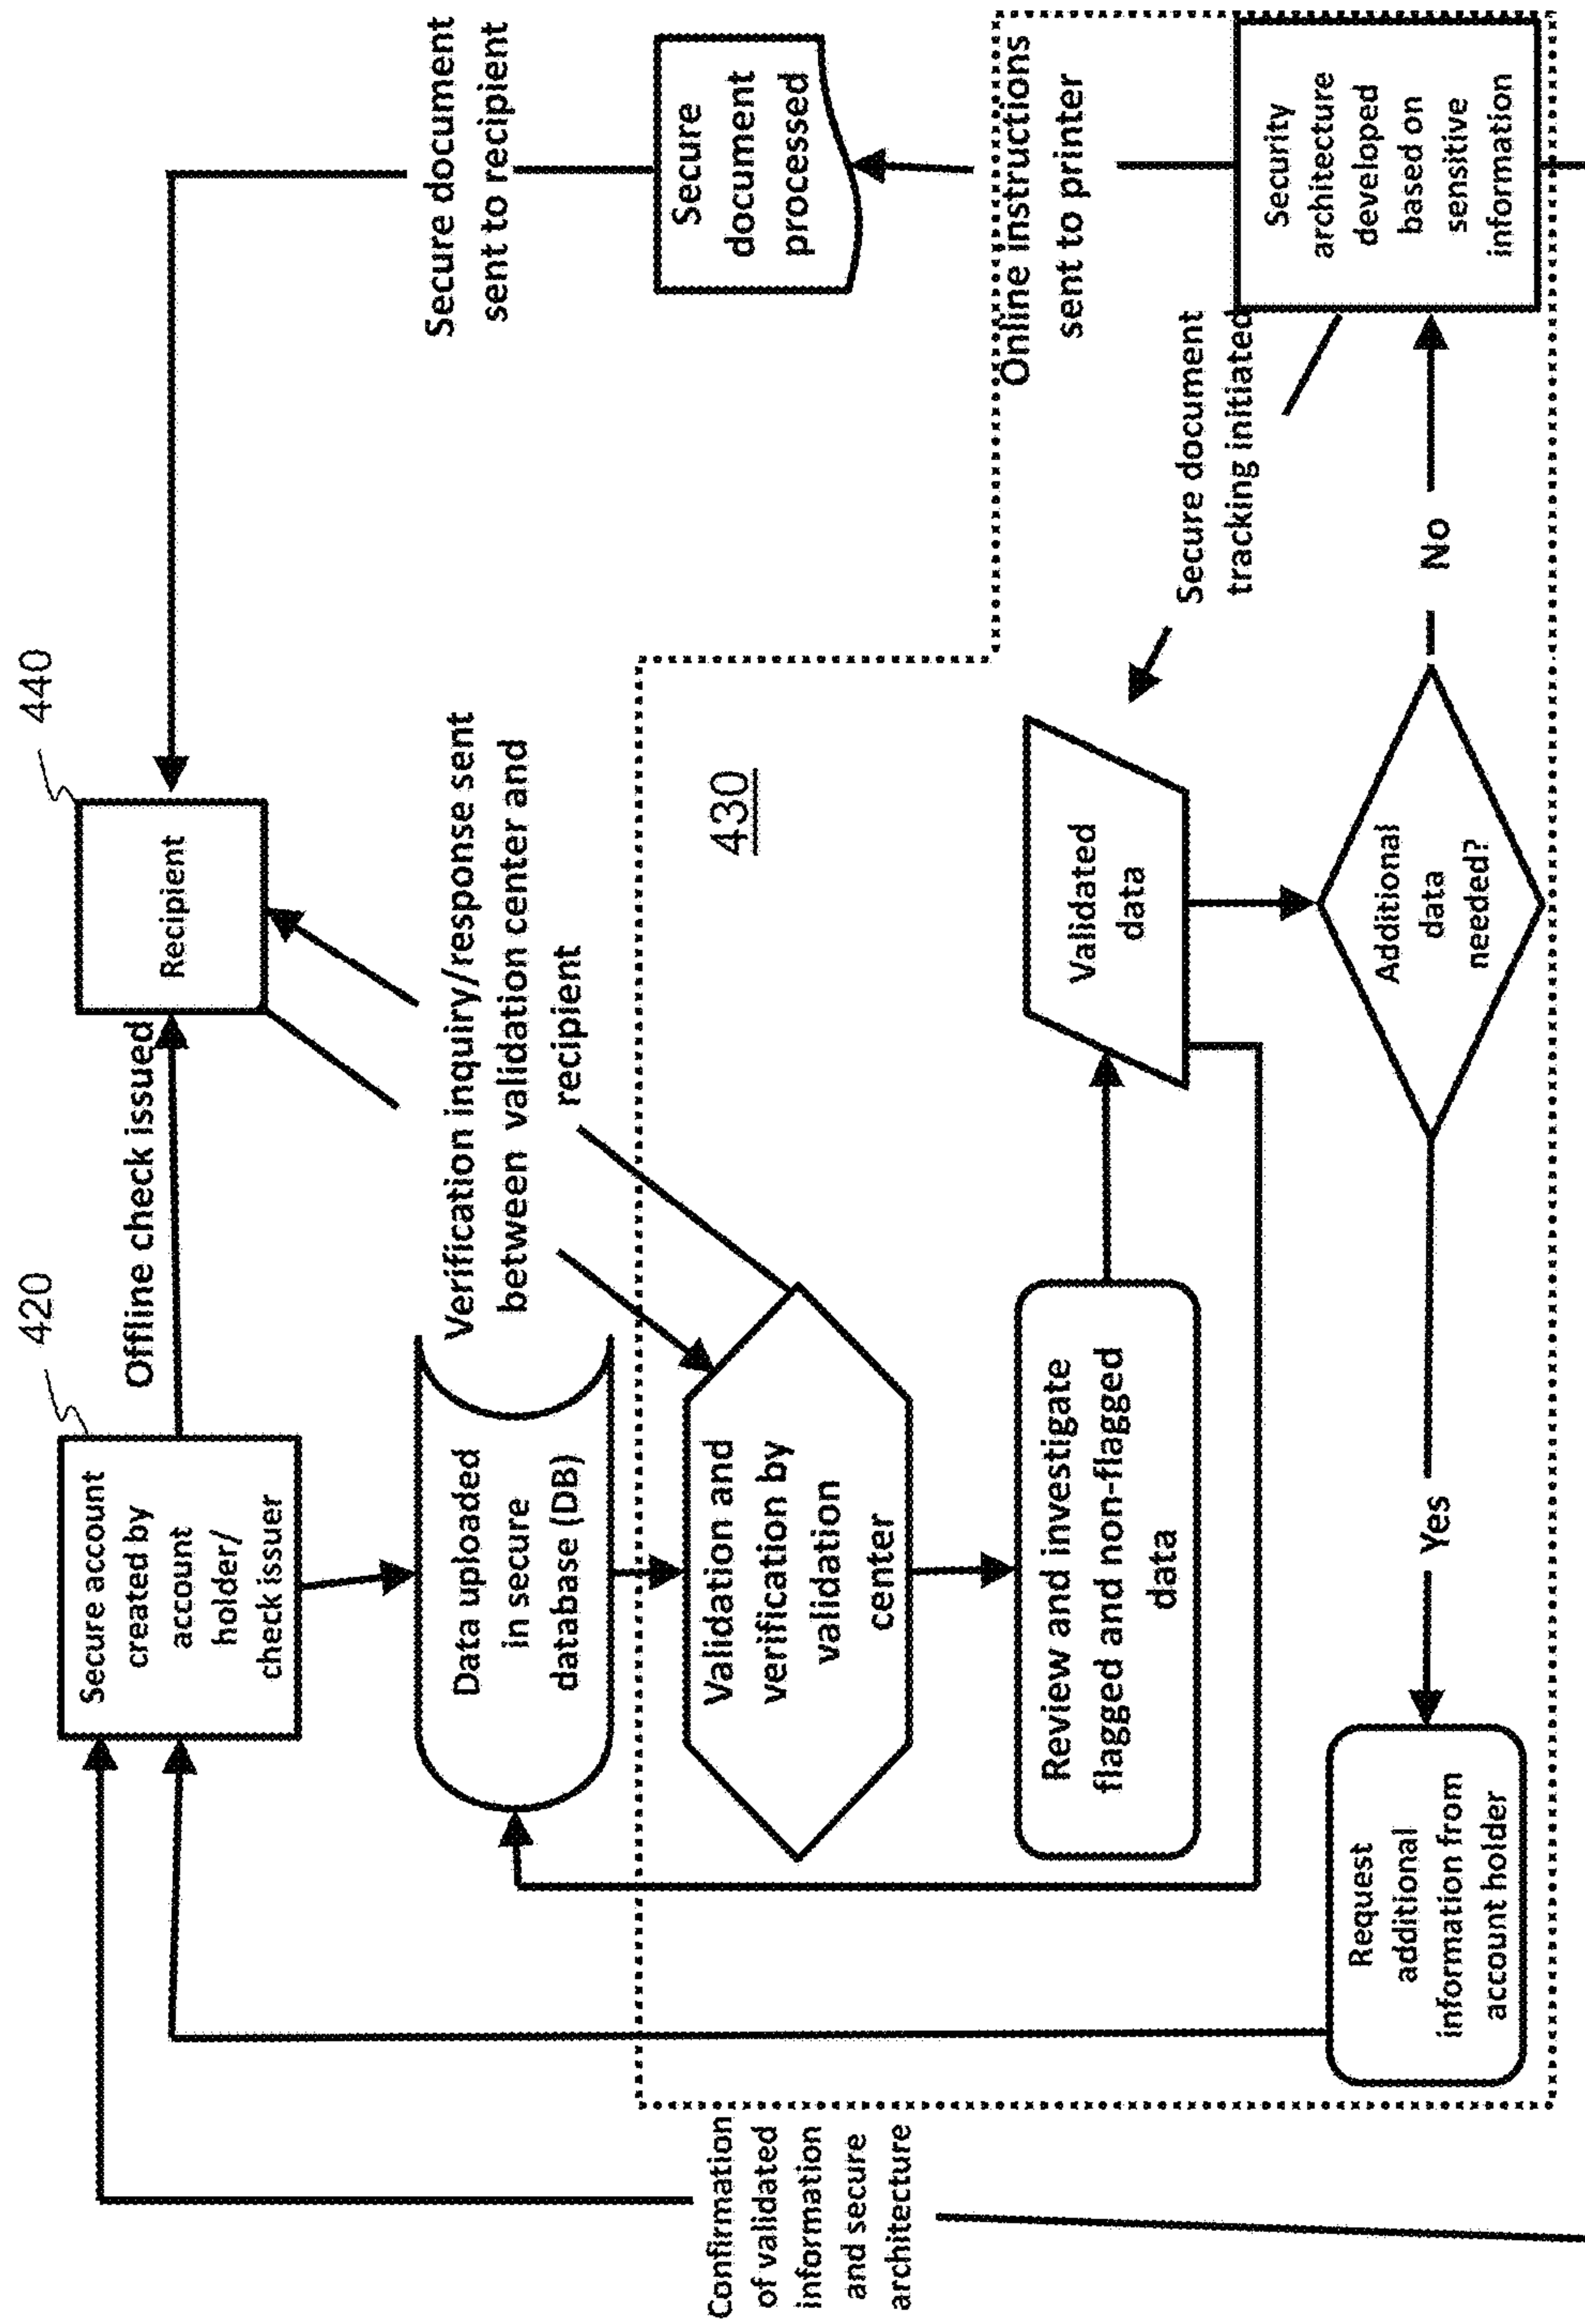 420
440
Secure account
created by
account
holder/
check issuer
Offline check issued
Recipient
Secure document
sent to recipient
Data uploaded
in secure
database (DB)
Verification inquiry/response sent
between validation center and
recipient
Secure
document
processed
Confirmation
of validated
information
and secure
architecture
Validation and
verification by
validation
center
430
Online instructions
sent to printer
Review and investigate
flagged and non-flagged
data
Validated
data
Secure document
tracking initiated
Request
additional
information from
account holder
Yes
Additional
data
needed?
No
Security
architecture
developed
based on
sensitive
information